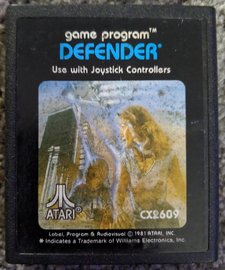 game program™
DEFENDER*
Use with Joystick Controllers
ATARI®
CX2609
Label, Program & Audiovisual © 1981 ATARI, INC.
* Indicates a Trademark of Williams Electronics, Inc.